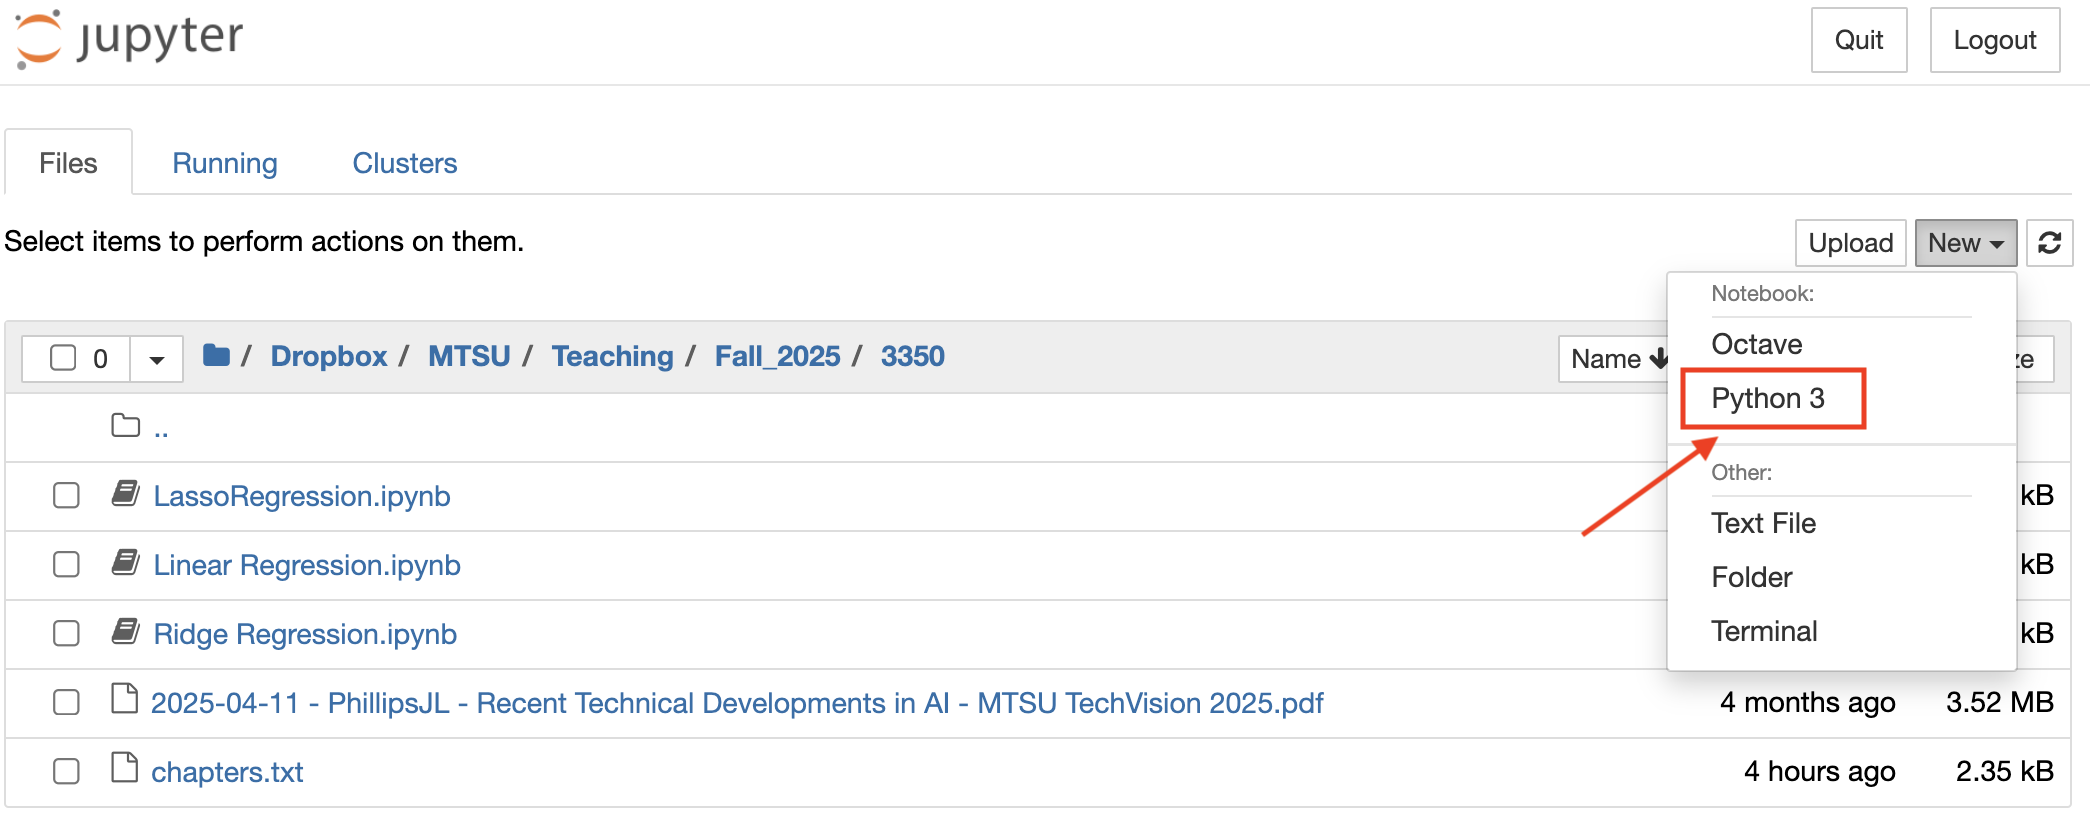 jupyter
Quit
Logout
Files
Running
Clusters
Select items to perform actions on them.
Upload
New
Notebook:
Octave
Python 3
Other:
Text File
Folder
Terminal
0
/ Dropbox / MTSU / Teaching / Fall_2025 / 3350
Name
..
LassoRegression.ipynb
kB
Linear Regression.ipynb
kB
Ridge Regression.ipynb
kB
2025-04-11 - PhillipsJL - Recent Technical Developments in AI - MTSU TechVision 2025.pdf
4 months ago
3.52 MB
chapters.txt
4 hours ago
2.35 kB